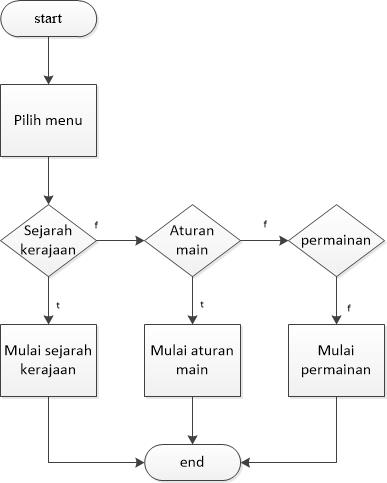 start
Pilih menu
Sejarah
kerajaan
f
Aturan
main
f
permainan
t
t
f
Mulai sejarah
kerajaan
Mulai aturan
main
Mulai
permainan
end